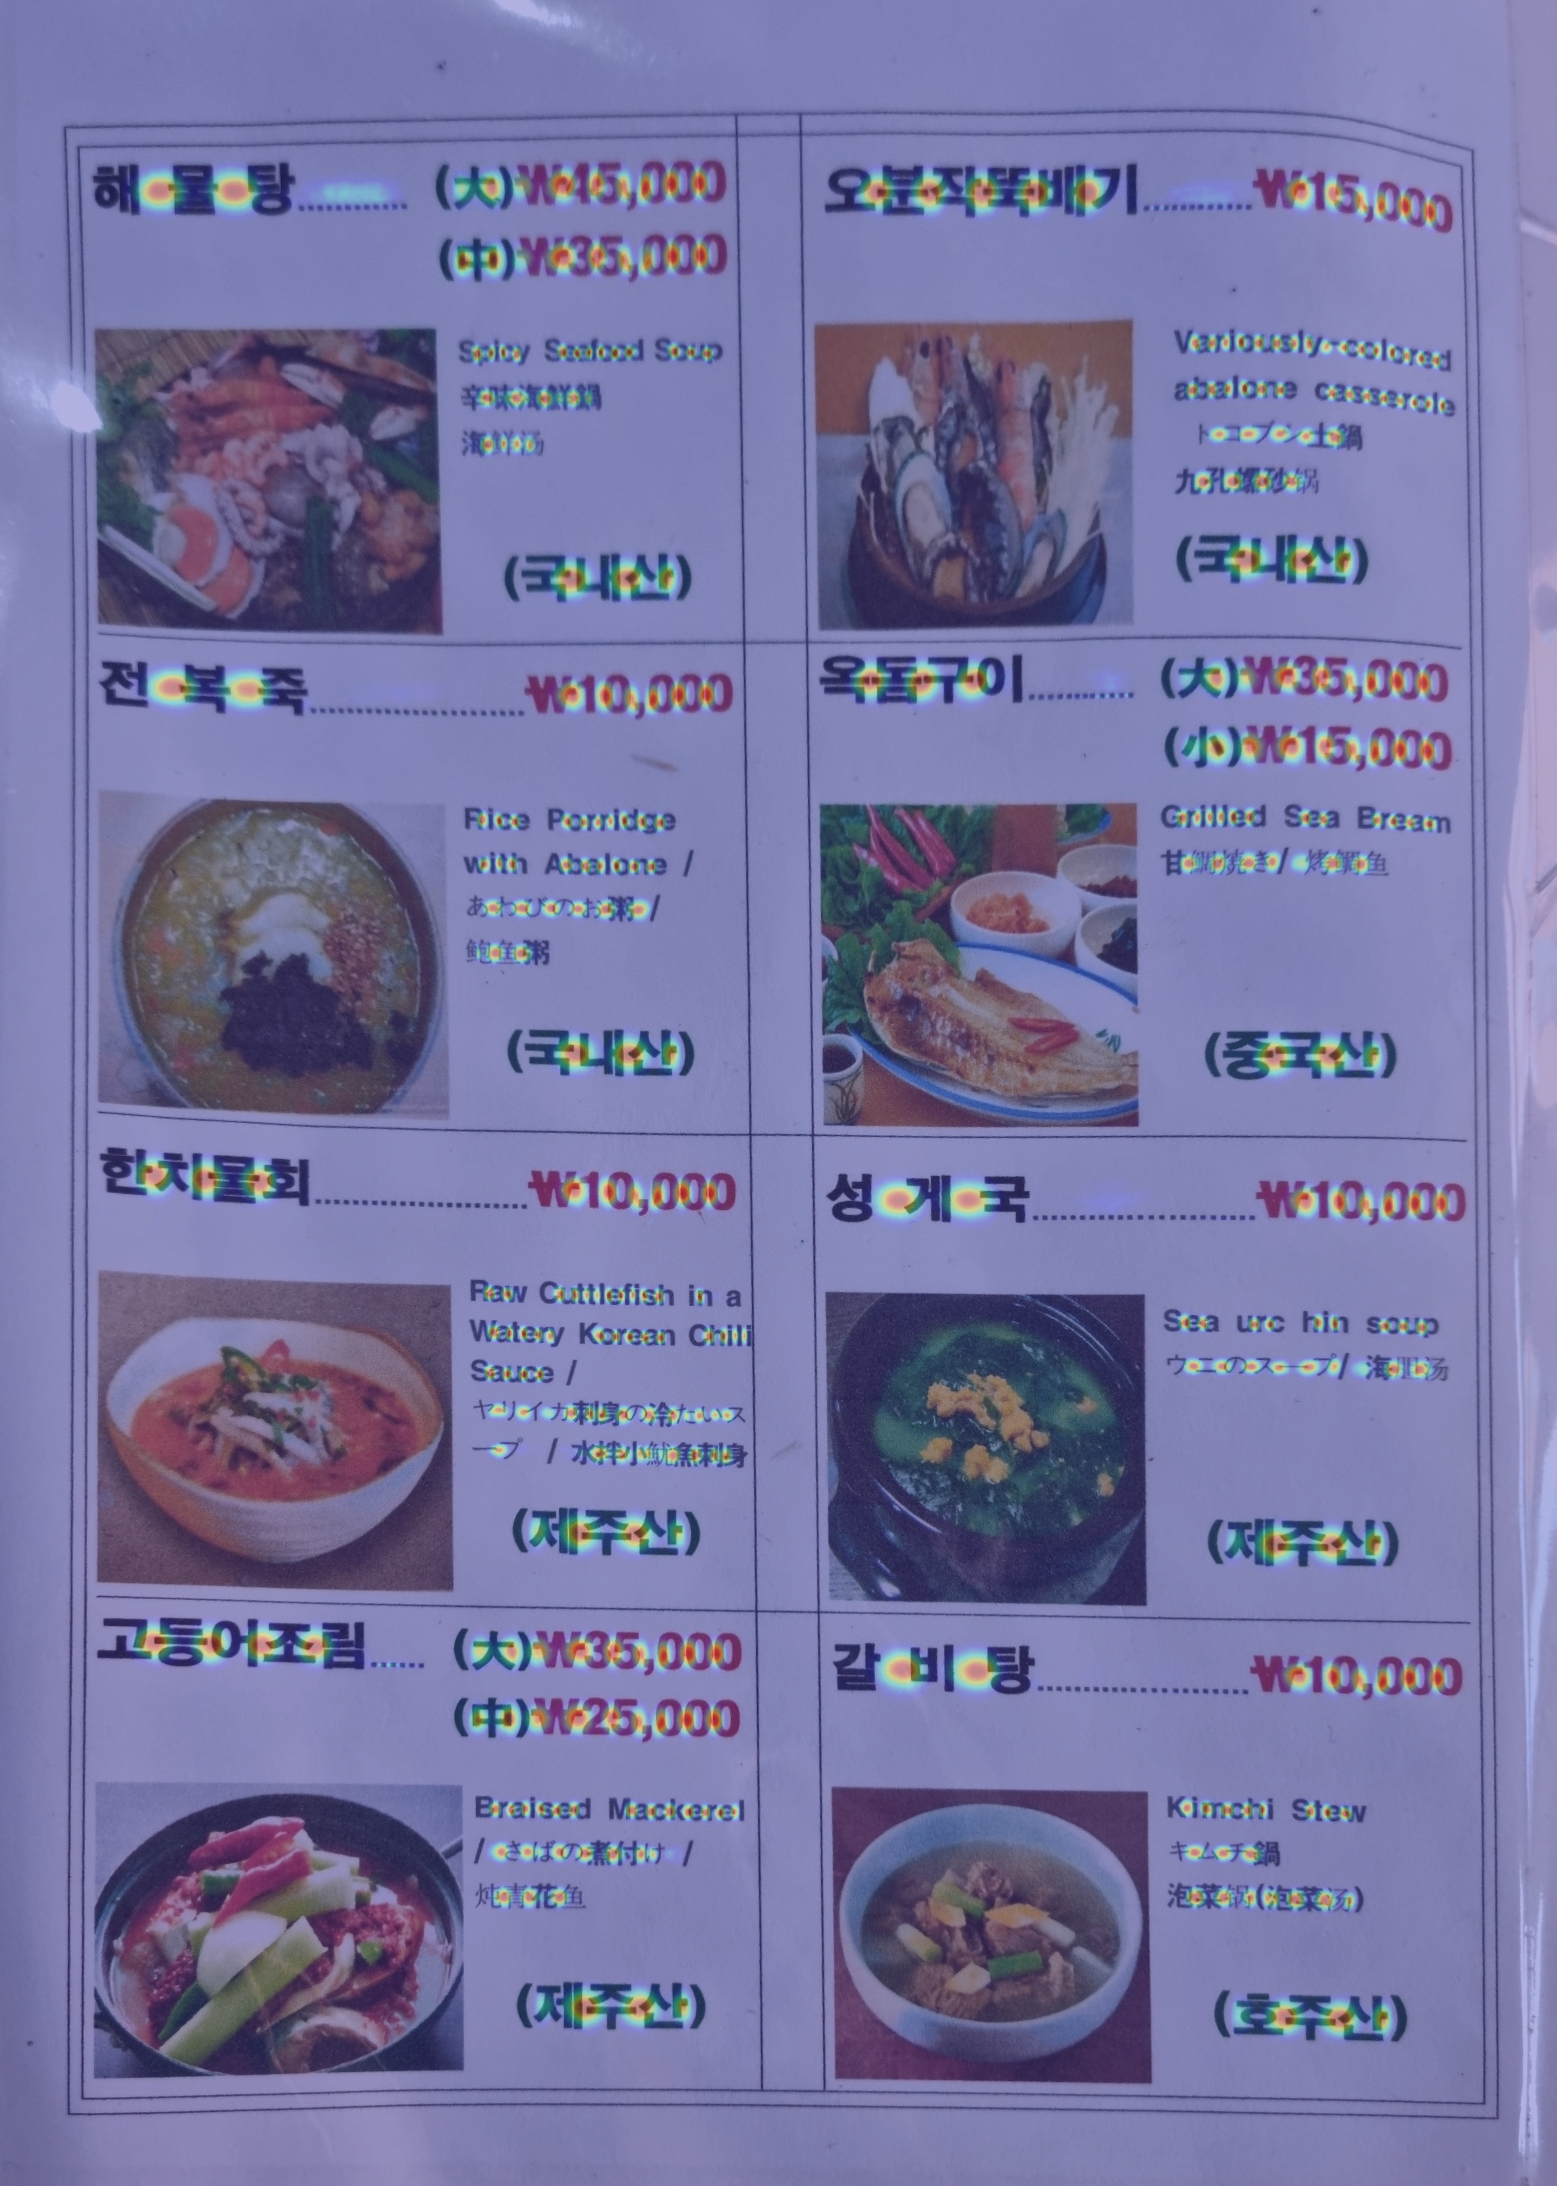 해 물 탕............ (大)₩45,000
(中)₩35,000
Spicy Seafood Soup
辛味海鮮鍋
海鲜汤
(국내산)
오분작뚝배기............₩15,000
Variously-colored
abalone casserole
トコブシ土鍋
九孔螺砂锅
(국내산)
전 복 죽........................₩10,000
Rice Porridge
with Abalone /
あわびのお粥 /
鲍鱼粥
(국내산)
옥돔구이............ (大)₩35,000
(小)₩15,000
Grilled Sea Bream
甘鯛焼き/ 烤鲷鱼
(중국산)
한치물회........................₩10,000
Raw Cuttlefish in a
Watery Korean Chili
Sauce /
ヤリイカ刺身の冷たいス
ープ / 水拌小魷魚刺身
(제주산)
성 게 국.........................₩10,000
Sea urc hin soup
ウニのスープ/ 海胆汤
(제주산)
고등어조림...... (大)₩35,000
(中)₩25,000
Braised Mackerel
/ さばの煮付け /
炖青花鱼
(제주산)
갈 비 탕........................₩10,000
Kimchi Stew
キムチ鍋
泡菜锅(泡菜汤)
(호주산)